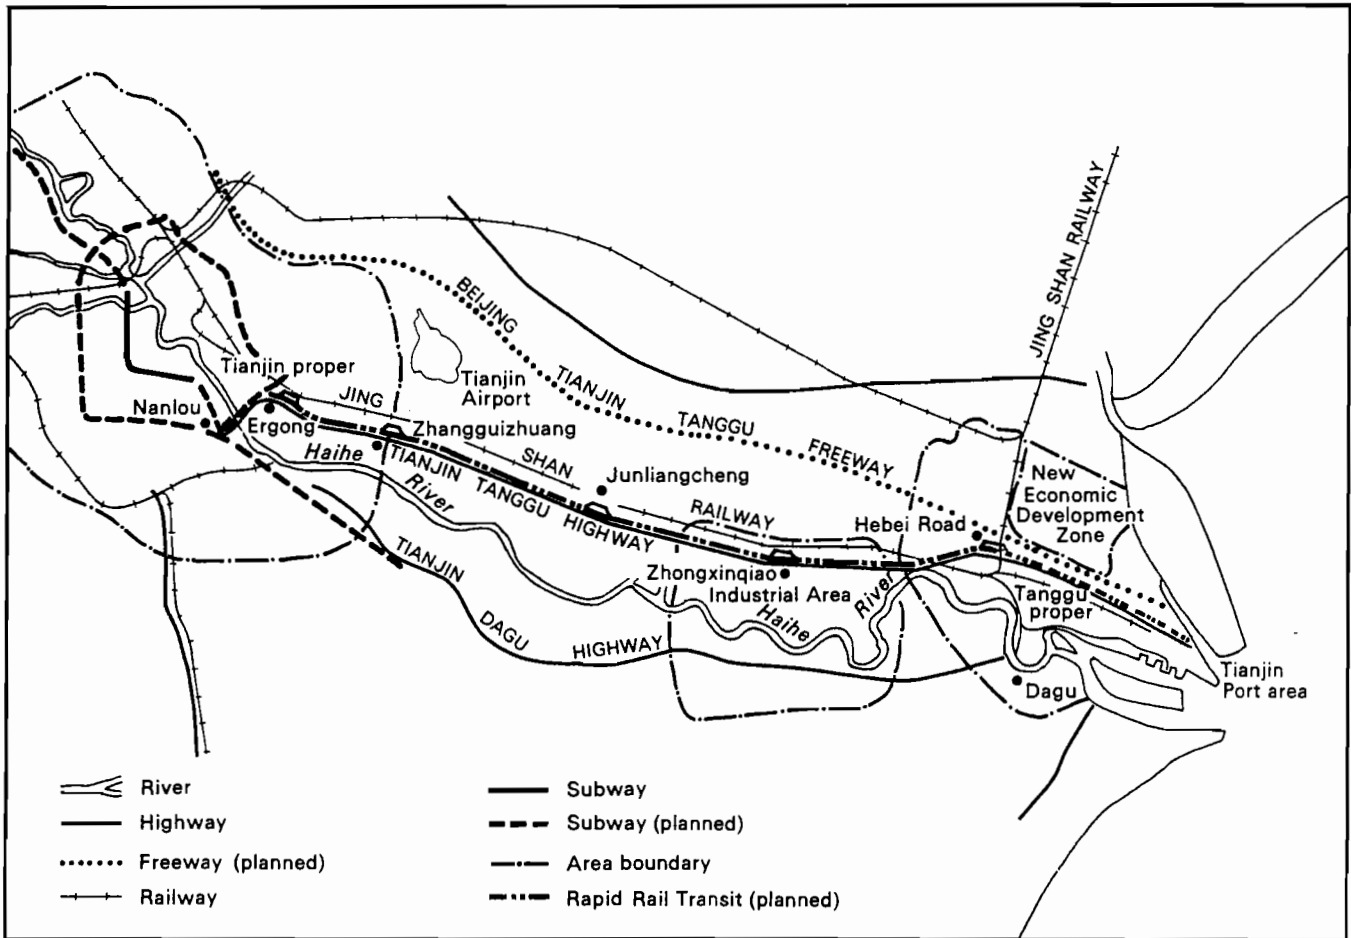 JING SHAN RAILWAY
BEIJING
TIANJIN
TANGGU
FREEWAY
Tianjin proper
Tianjin
Airport
JING
SHAN
RAILWAY
Nanlou
Ergong
Zhangguizhuang
Haihe
River
TIANJIN
TANGGU
HIGHWAY
Junliangcheng
Hebei Road
New
Economic
Development
Zone
TIANJIN
DAGU
HIGHWAY
Zhongxinqiao
Industrial Area
Haihe
River
Tanggu
proper
Dagu
Tianjin
Port area
River
Highway
Freeway (planned)
Railway
Subway
Subway (planned)
Area boundary
Rapid Rail Transit (planned)